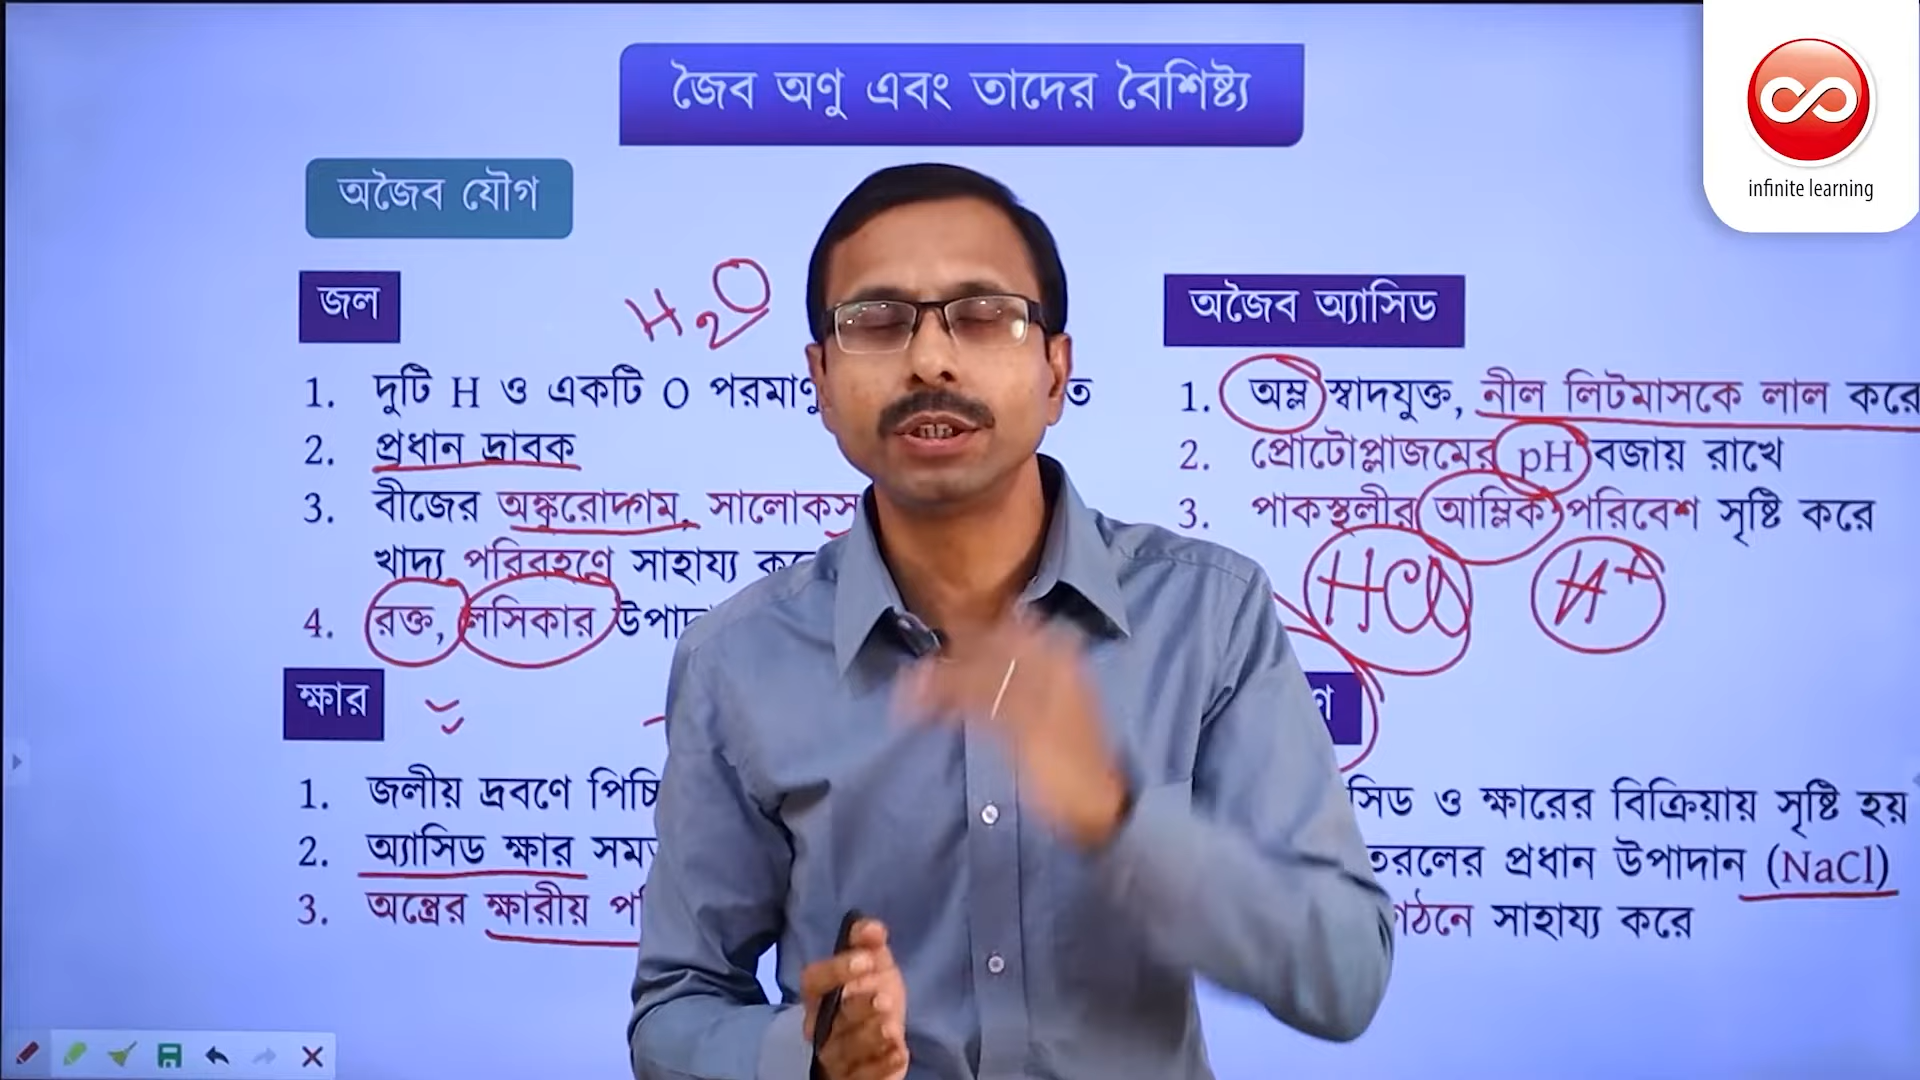 জৈব অণু এবং তাদের বৈশিষ্ট্য
infinite learning
অজৈব যৌগ
জল
H₂O
1. দুটি H ও একটি O পরমাণু
2. প্রধান দ্রাবক
3. বীজের অঙ্কুরোদ্গম, সালোকস
খাদ্য পরিবহণে সাহায্য করে
4. রক্ত, লসিকার উপাদ
অজৈব অ্যাসিড
1. অম্ল স্বাদযুক্ত, নীল লিটমাসকে লাল করে
2. প্রোটোপ্লাজমের pH বজায় রাখে
3. পাকস্থলীর আম্লিক পরিবেশ সৃষ্টি করে
HCl H⁺
ক্ষার
1. জলীয় দ্রবণে পিচ্ছি
2. অ্যাসিড ক্ষার সম
3. অন্ত্রের ক্ষারীয় প
সিড ও ক্ষারের বিক্রিয়ায় সৃষ্টি হয়
তরলের প্রধান উপাদান (NaCl)
গঠনে সাহায্য করে